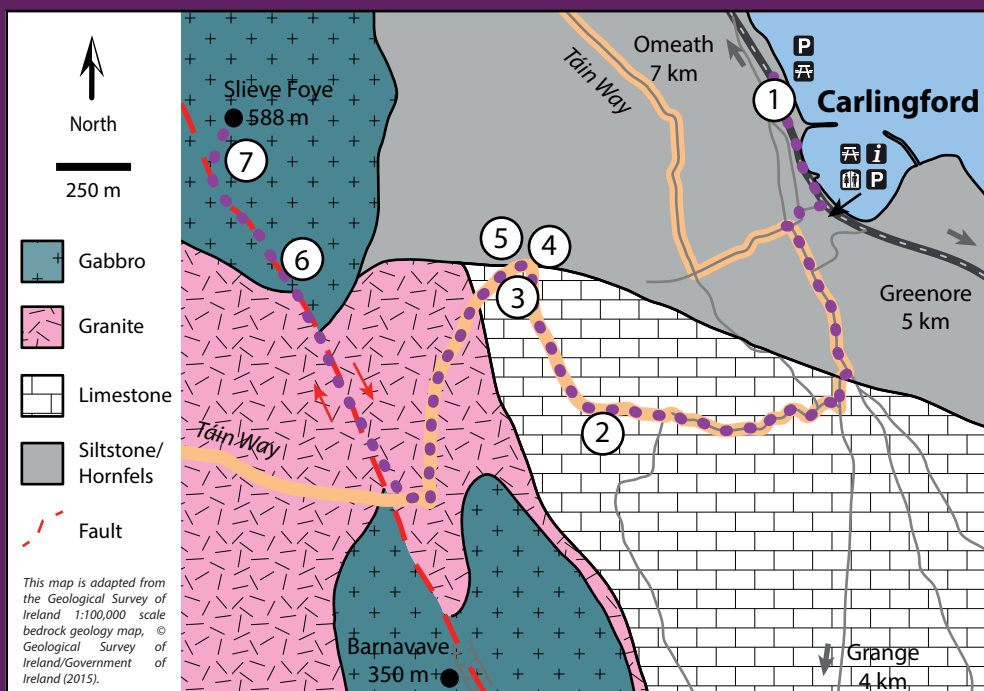 North
250 m
Gabbro
Granite
Limestone
Siltstone/
Hornfels
Fault
This map is adapted from
the Geological Survey of
Ireland 1:100,000 scale
bedrock geology map, ©
Geological Survey of
Ireland/Government of
Ireland (2015).
Slieve Foye
588 m
7
6
5
4
3
2
1
Táin Way
Omeath
7 km
P
Carlingford
i
P
Greenore
5 km
Táin Way
Barnavave
350 m
Grange
4 km